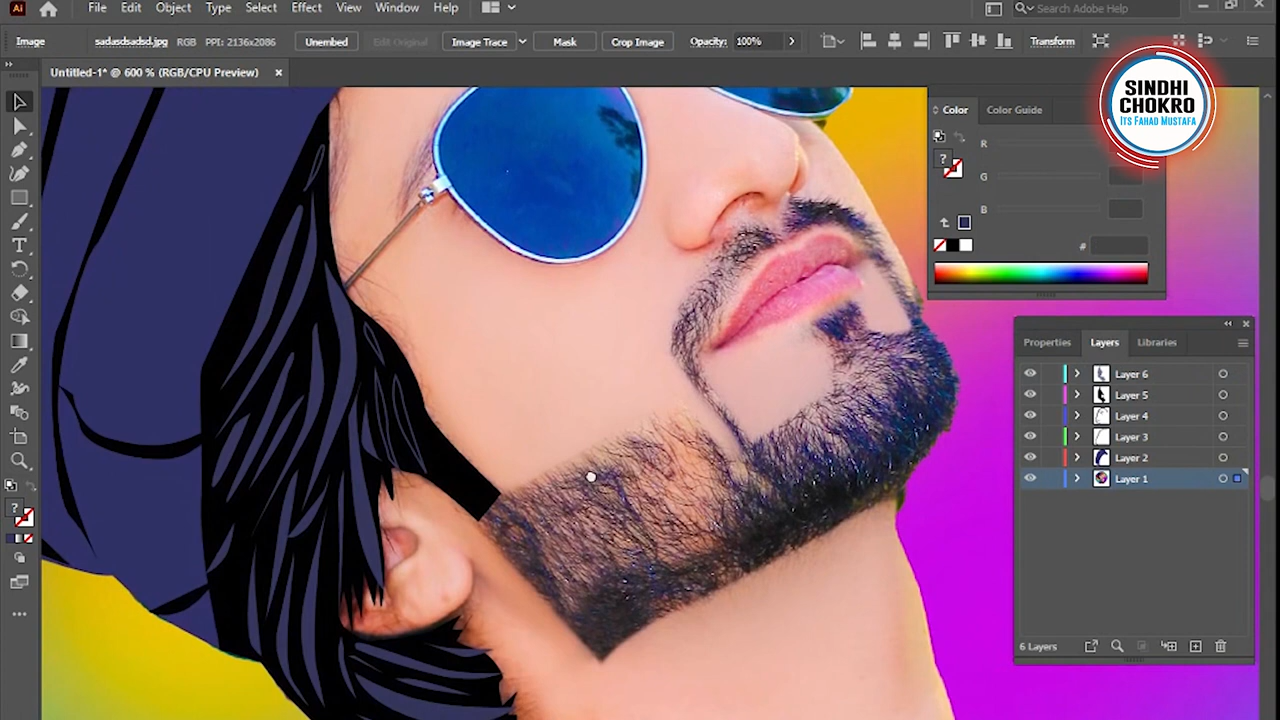 Ai File Edit Object Type Select Effect View Window Help Search Adobe Help
Image sadasdsadsd.jpg RGB PPI: 2136x2086 Unembed Edit Original Image Trace Mask Crop Image Opacity: 100% Transform
Untitled-1* @ 600 % (RGB/CPU Preview)
SINDHI
CHOKRO
ITS FAHAD MUSTAFA
Color Color Guide
R
?
G
B
#
Properties Layers Libraries
Layer 6
Layer 5
Layer 4
Layer 3
Layer 2
Layer 1
?
6 Layers